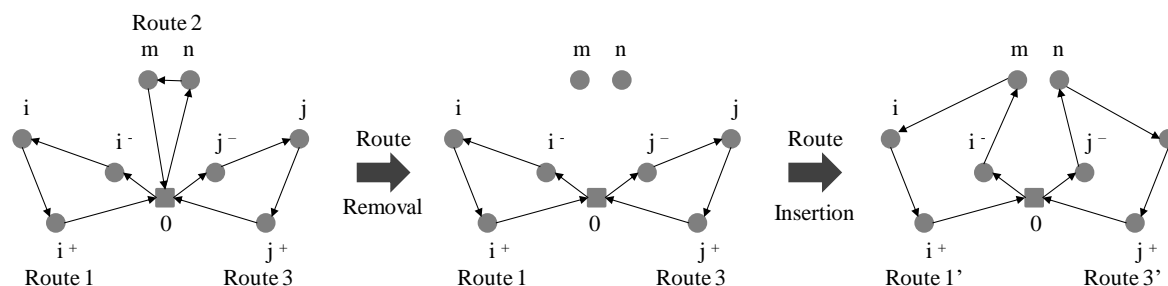 Route 2
m n
i
i⁻
j⁻
j
0
i⁺
j⁺
Route 1
Route 3
Route
Removal
m n
i
i⁻
j⁻
j
0
i⁺
j⁺
Route 1
Route 3
Route
Insertion
m n
i
i⁻
j⁻
0
i⁺
j⁺
Route 1’
Route 3’